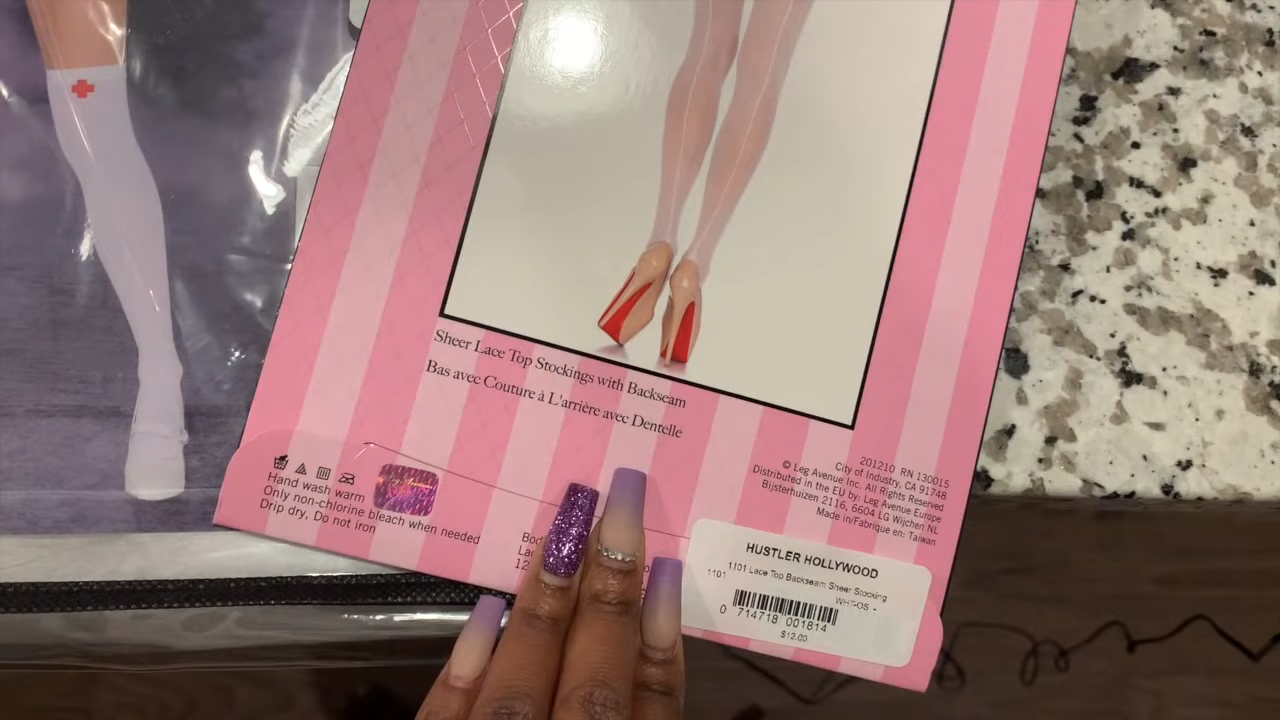 Sheer Lace Top Stockings with Backseam
Bas avec Couture à L'arrière avec Dentelle
Hand wash warm
Only non-chlorine bleach when needed
Drip dry, Do not iron
Bod
La
12
201210 RN 130015
City of Industry, CA 91748
© Leg Avenue Inc. All Rights Reserved
Distributed in the EU by: Leg Avenue Europe
Bijsterhuizen 2116, 6604 LG Wijchen NL
Made in/Fabrique en: Taiwan
HUSTLER HOLLYWOOD
1101 Lace Top Backseam Sheer Stocking
1101
WHT-OS -
0 714718 001814
$12.00